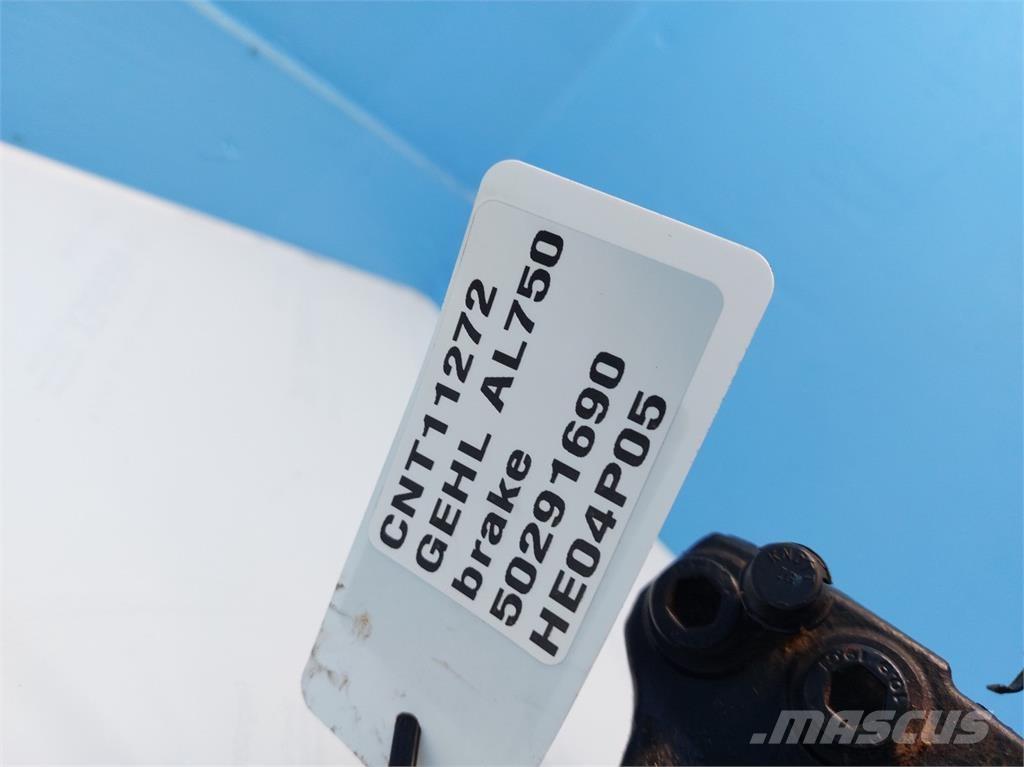 CNT11272
GEHL AL750
brake
50291690
HE04P05
.MASCUS